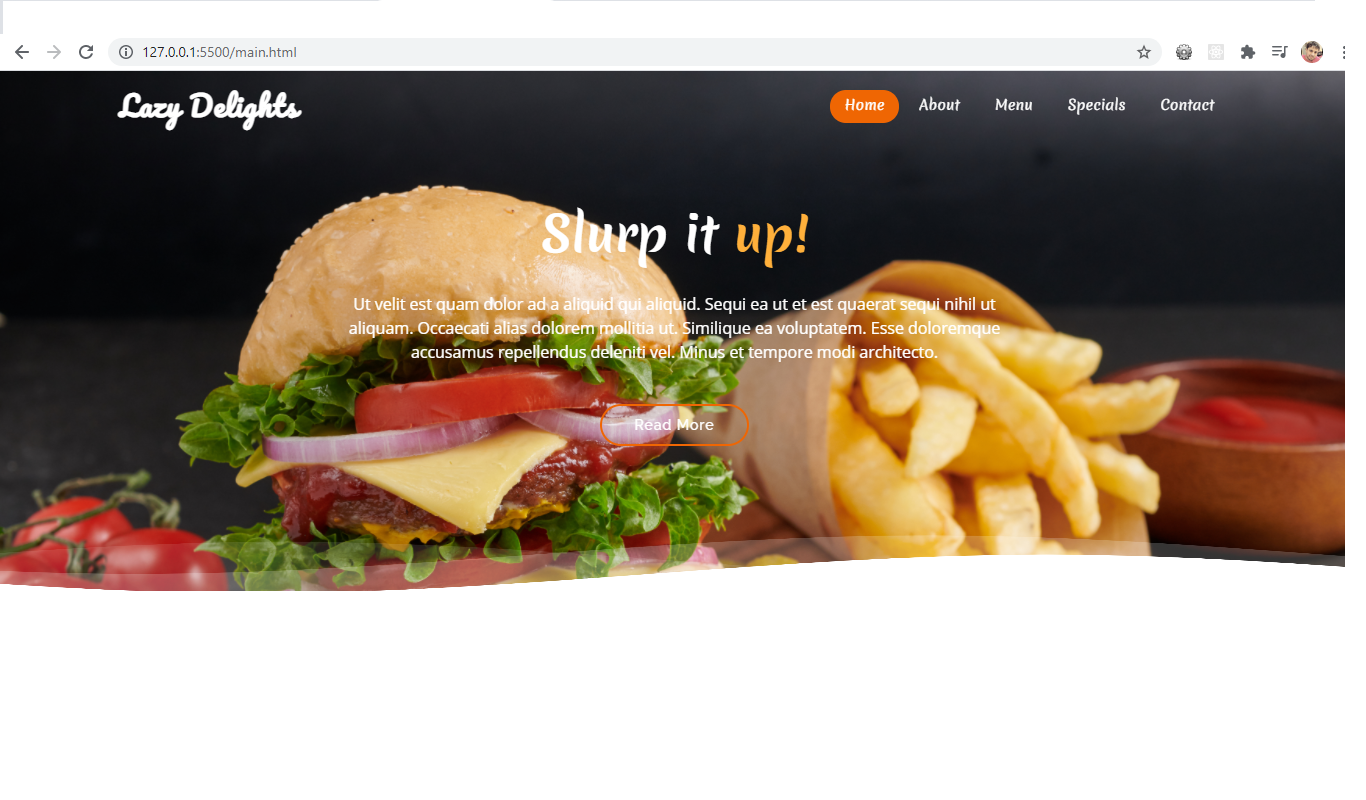 127.0.0.1:5500/main.html
Lazy Delights
Home About Menu Specials Contact
Slurp it up!
Ut velit est quam dolor ad a aliquid qui aliquid. Sequi ea ut et est quaerat sequi nihil ut
aliquam. Occaecati alias dolorem mollitia ut. Similique ea voluptatem. Esse doloremque
accusamus repellendus deleniti vel. Minus et tempore modi architecto.
Read More